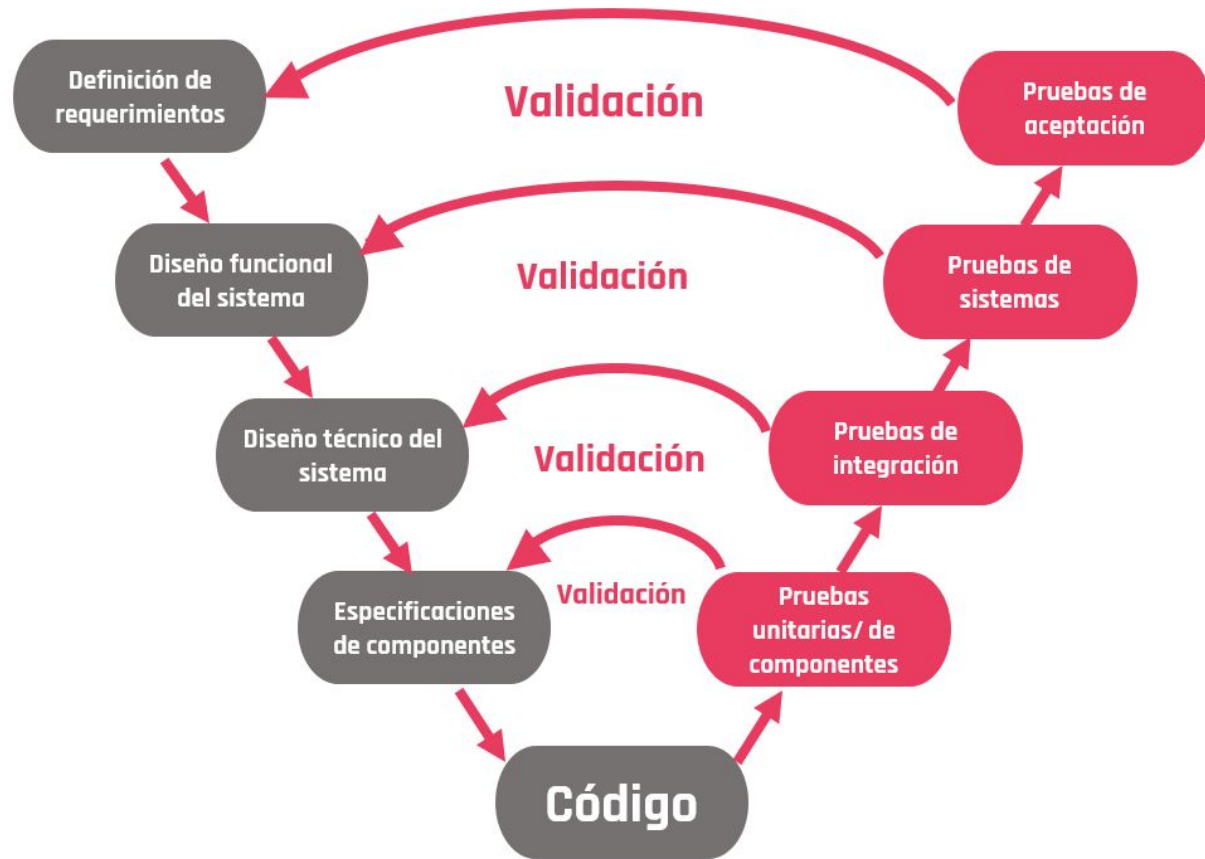 Definición de
requerimientos
Validación
Pruebas de
aceptación
Diseño funcional
del sistema
Validación
Pruebas de
sistemas
Diseño técnico del
sistema
Validación
Pruebas de
integración
Especificaciones
de componentes
Validación
Pruebas
unitarias/ de
componentes
Código